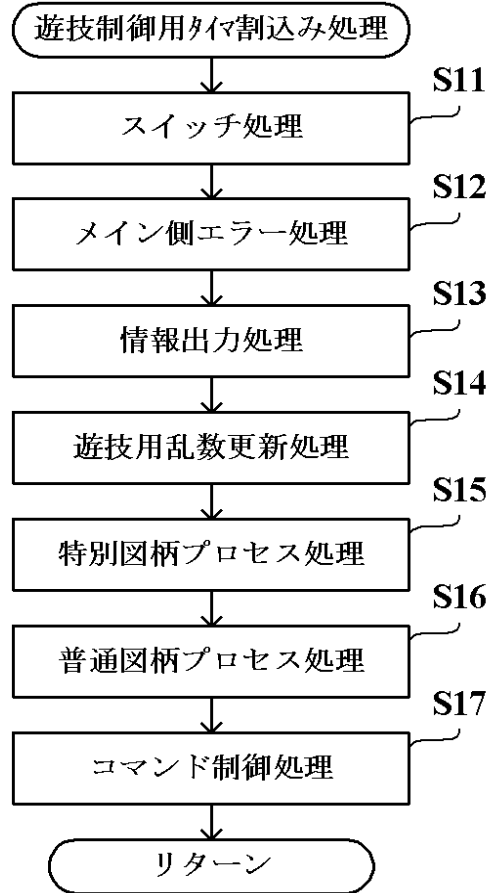 遊技制御用ﾀｲﾏ割込み処理
S11
スイッチ処理
S12
メイン側エラー処理
S13
情報出力処理
S14
遊技用乱数更新処理
S15
特別図柄プロセス処理
S16
普通図柄プロセス処理
S17
コマンド制御処理
リターン